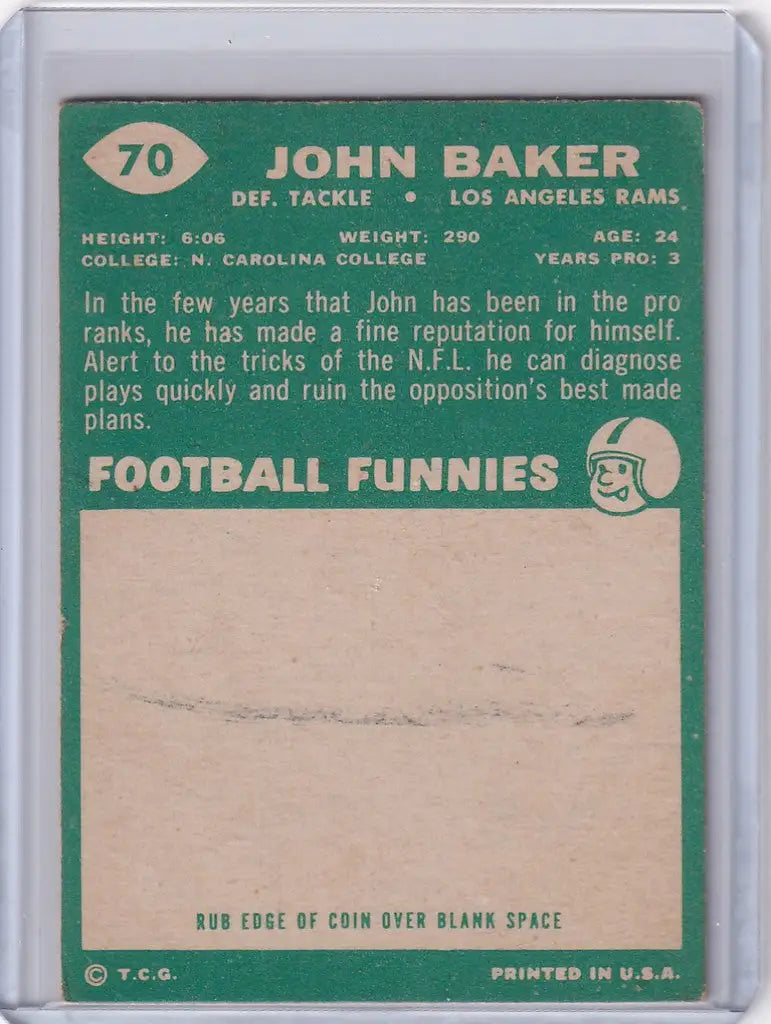 70
JOHN BAKER
DEF. TACKLE • LOS ANGELES RAMS
HEIGHT: 6:06 WEIGHT: 290 AGE: 24
COLLEGE: N. CAROLINA COLLEGE YEARS PRO: 3
In the few years that John has been in the pro
ranks, he has made a fine reputation for himself.
Alert to the tricks of the N.F.L. he can diagnose
plays quickly and ruin the opposition's best made
plans.
FOOTBALL FUNNIES
RUB EDGE OF COIN OVER BLANK SPACE
© T.C.G. PRINTED IN U.S.A.